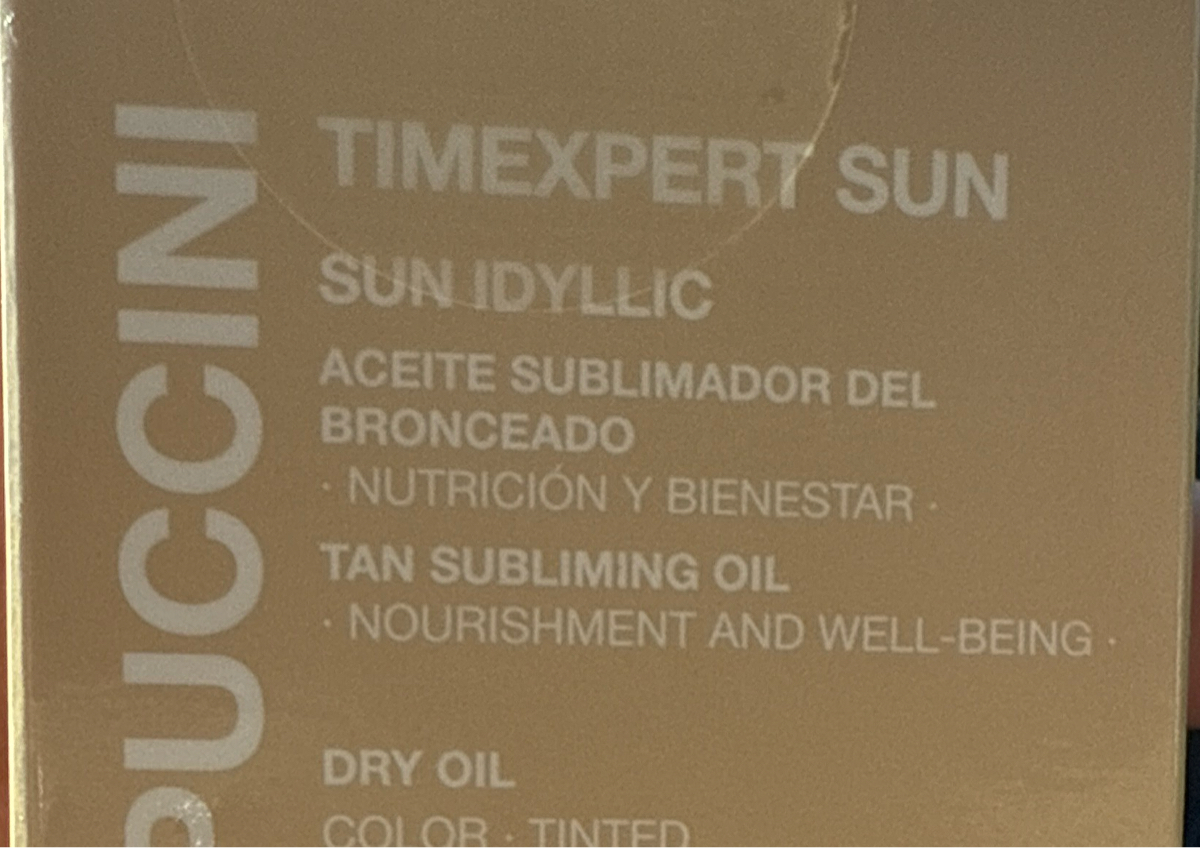 PUCCINI
TIMEXPERT SUN
SUN IDYLLIC
ACEITE SUBLIMADOR DEL
BRONCEADO
· NUTRICIÓN Y BIENESTAR ·
TAN SUBLIMING OIL
· NOURISHMENT AND WELL-BEING ·
DRY OIL
COLOR · TINTED